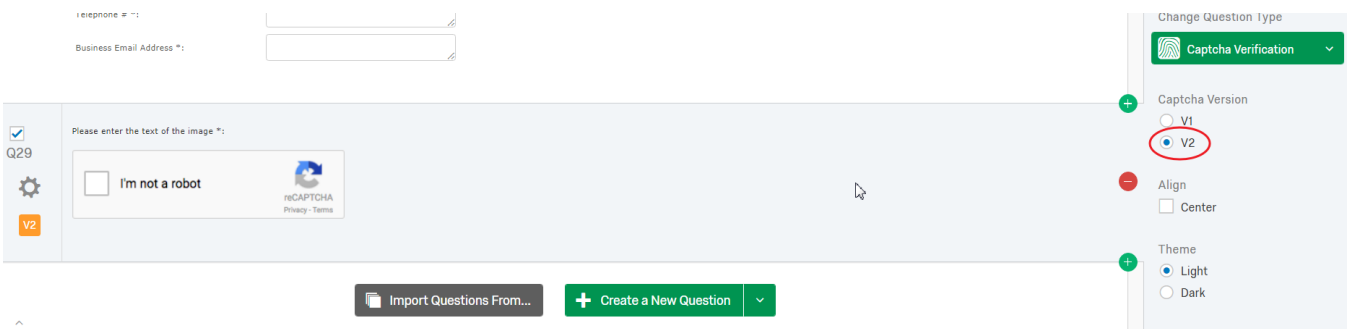 Telephone # *:
Business Email Address *:
Q29
V2
Please enter the text of the image *:
I'm not a robot
reCAPTCHA
Privacy - Terms
Import Questions From...
Create a New Question
Change Question Type
Captcha Verification
Captcha Version
V1
V2
Align
Center
Theme
Light
Dark